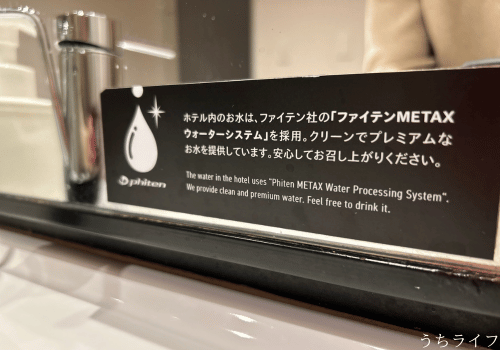 ホテル内のお水は、ファイテン社の「ファイテンMETAX
ウォーターシステム」を採用。クリーンでプレミアムな
お水を提供しています。安心してお召し上がりください。
phiten
The water in the hotel uses "Phiten METAX Water Processing System".
We provide clean and premium water. Feel free to drink it.
うちライフ